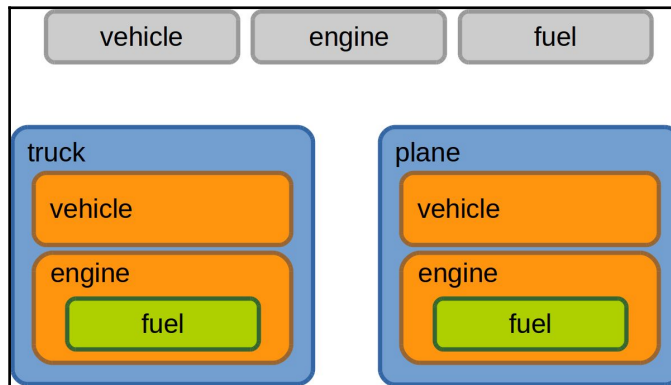 vehicle engine fuel
truck plane
vehicle vehicle
engine engine
fuel fuel